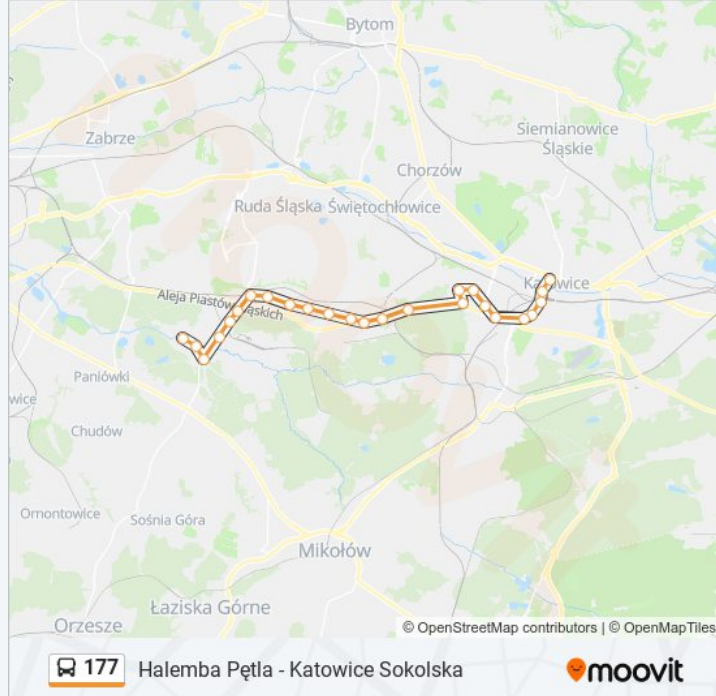 Bytom
Zabrze
Siemianowice
Śląskie
Chorzów
Ruda Śląska Świętochłowice
Katowice
Aleja Piastów Śląskich
Paniówki
wice
Chudów
Ornontowice
Sośnia Góra
Mikołów
Łaziska Górne
Orzesze
© OpenStreetMap contributors | © OpenMapTiles
177 Halemba Pętla - Katowice Sokolska moovit